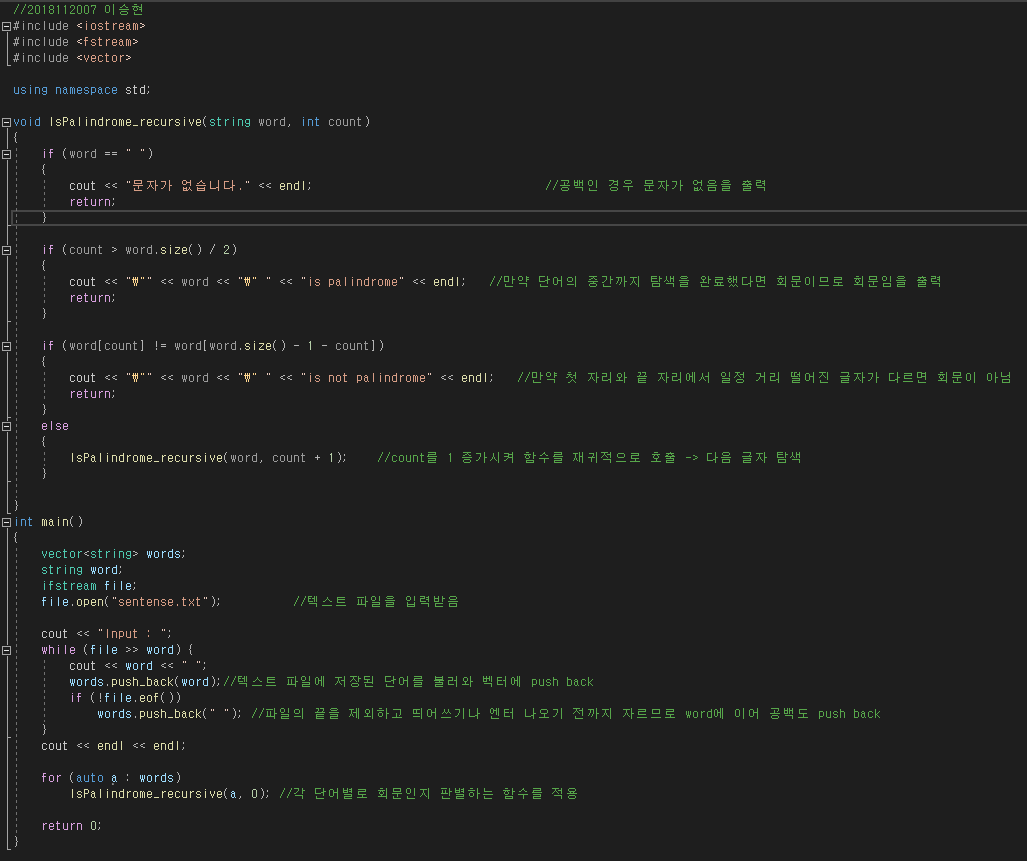 //2018112007 이승현
#include <iostream>
#include <fstream>
#include <vector>
using namespace std;
void IsPalindrome_recursive(string word, int count)
{
if (word == " ")
{
cout << "문자가 없습니다." << endl; //공백인 경우 문자가 없음을 출력
return;
}
if (count > word.size() / 2)
{
cout << "₩"" << word << "₩" " << "is palindrome" << endl; //만약 단어의 중간까지 탐색을 완료했다면 회문이므로 회문임을 출력
return;
}
if (word[count] != word[word.size() - 1 - count])
{
cout << "₩"" << word << "₩" " << "is not palindrome" << endl; //만약 첫 자리와 끝 자리에서 일정 거리 떨어진 글자가 다르면 회문이 아님
return;
}
else
{
IsPalindrome_recursive(word, count + 1); //count를 1 증가시켜 함수를 재귀적으로 호출 -> 다음 글자 탐색
}
}
int main()
{
vector<string> words;
string word;
ifstream file;
file.open("sentense.txt"); //텍스트 파일을 입력받음
cout << "Input : ";
while (file >> word) {
cout << word << " ";
words.push_back(word);//텍스트 파일에 저장된 단어를 불러와 벡터에 push back
if (!file.eof())
words.push_back(" "); //파일의 끝을 제외하고 띄어쓰기나 엔터 나오기 전까지 자르므로 word에 이어 공백도 push back
}
cout << endl << endl;
for (auto a : words)
IsPalindrome_recursive(a, 0); //각 단어별로 회문인지 판별하는 함수를 적용
return 0;
}